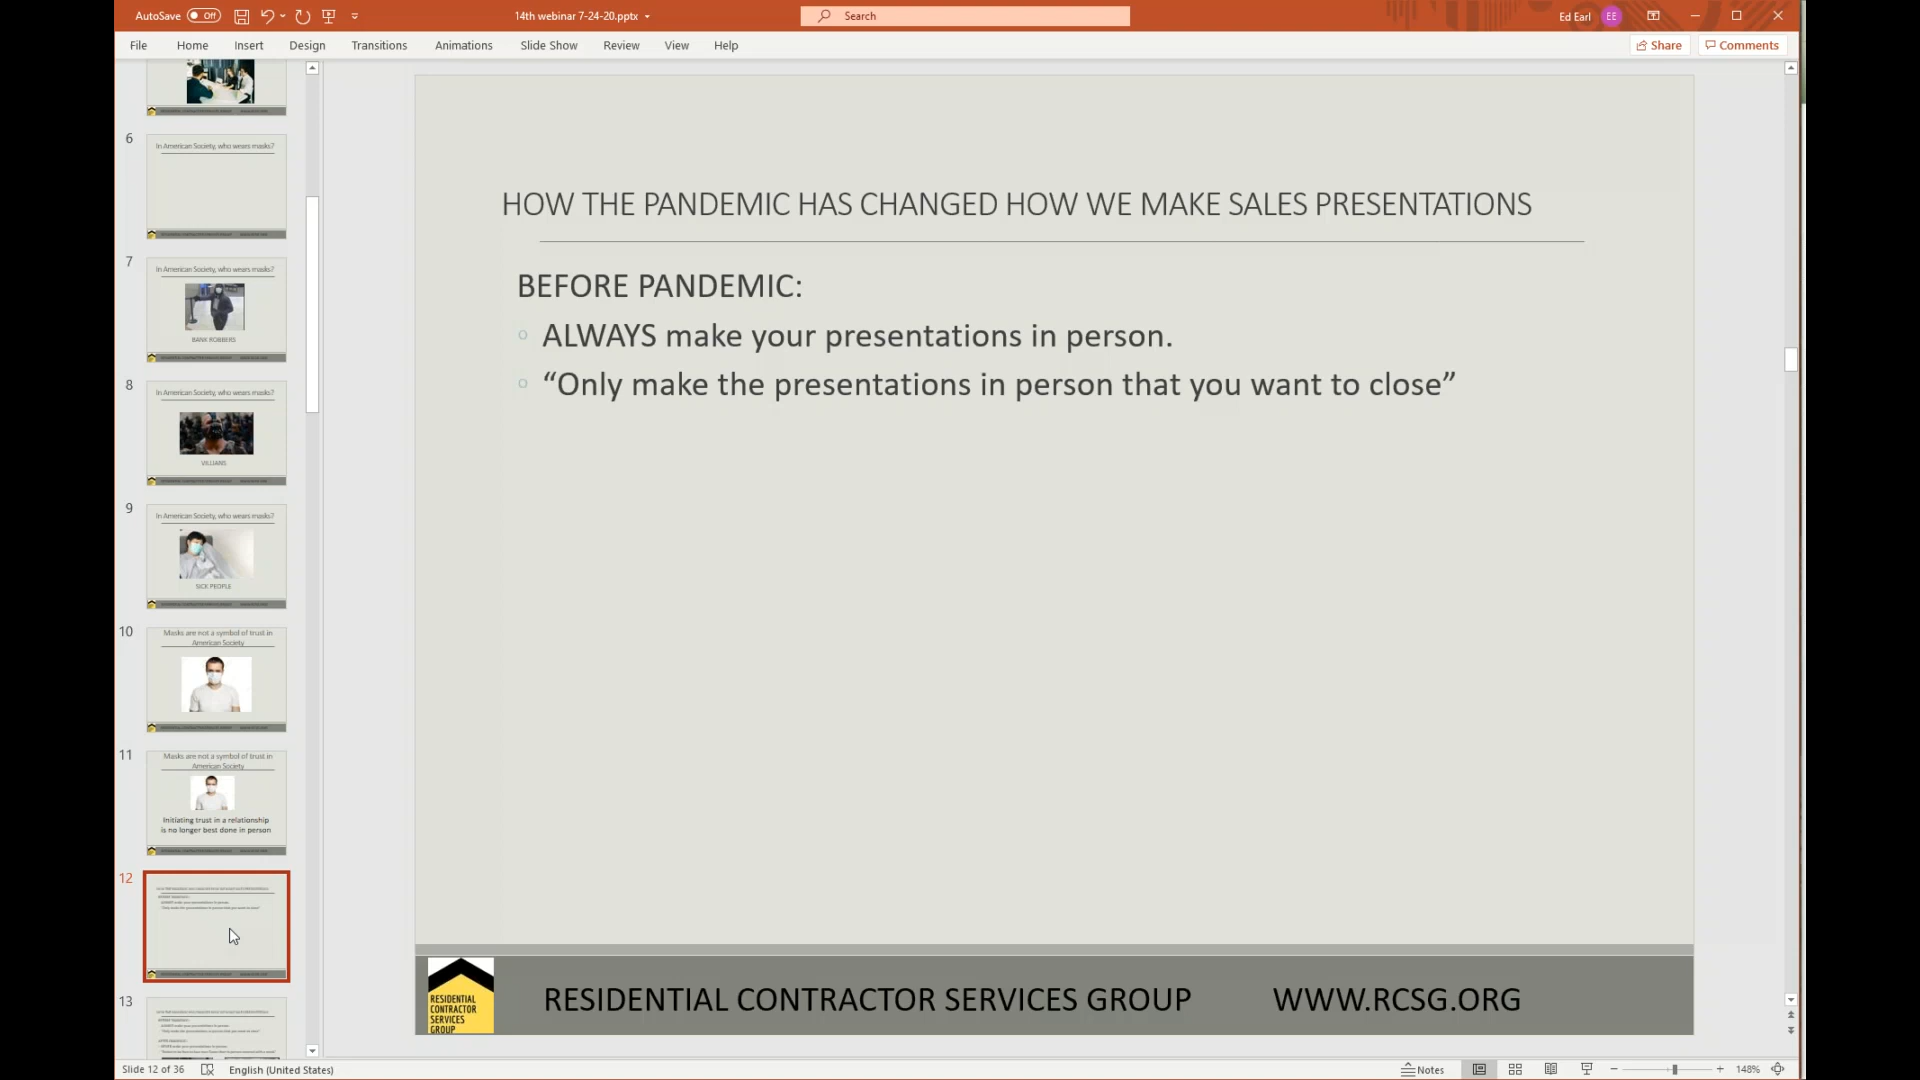 AutoSave Off
14th webinar 7-24-20.pptx
Search
Ed Earl EE
File Home Insert Design Transitions Animations Slide Show Review View Help
Share Comments
6
In American Society, who wears masks?
7
In American Society, who wears masks?
BANK ROBBERS
8
In American Society, who wears masks?
VILLIANS
9
In American Society, who wears masks?
SICK PEOPLE
10
Masks are not a symbol of trust in
American Society
11
Masks are not a symbol of trust in
American Society
Initiating trust in a relationship
is no longer best done in person
12
13
HOW THE PANDEMIC HAS CHANGED HOW WE MAKE SALES PRESENTATIONS
BEFORE PANDEMIC:
ALWAYS make your presentations in person.
“Only make the presentations in person that you want to close”
RESIDENTIAL
CONTRACTOR
SERVICES
GROUP
RESIDENTIAL CONTRACTOR SERVICES GROUP WWW.RCSG.ORG
Slide 12 of 36 English (United States) Notes 148%